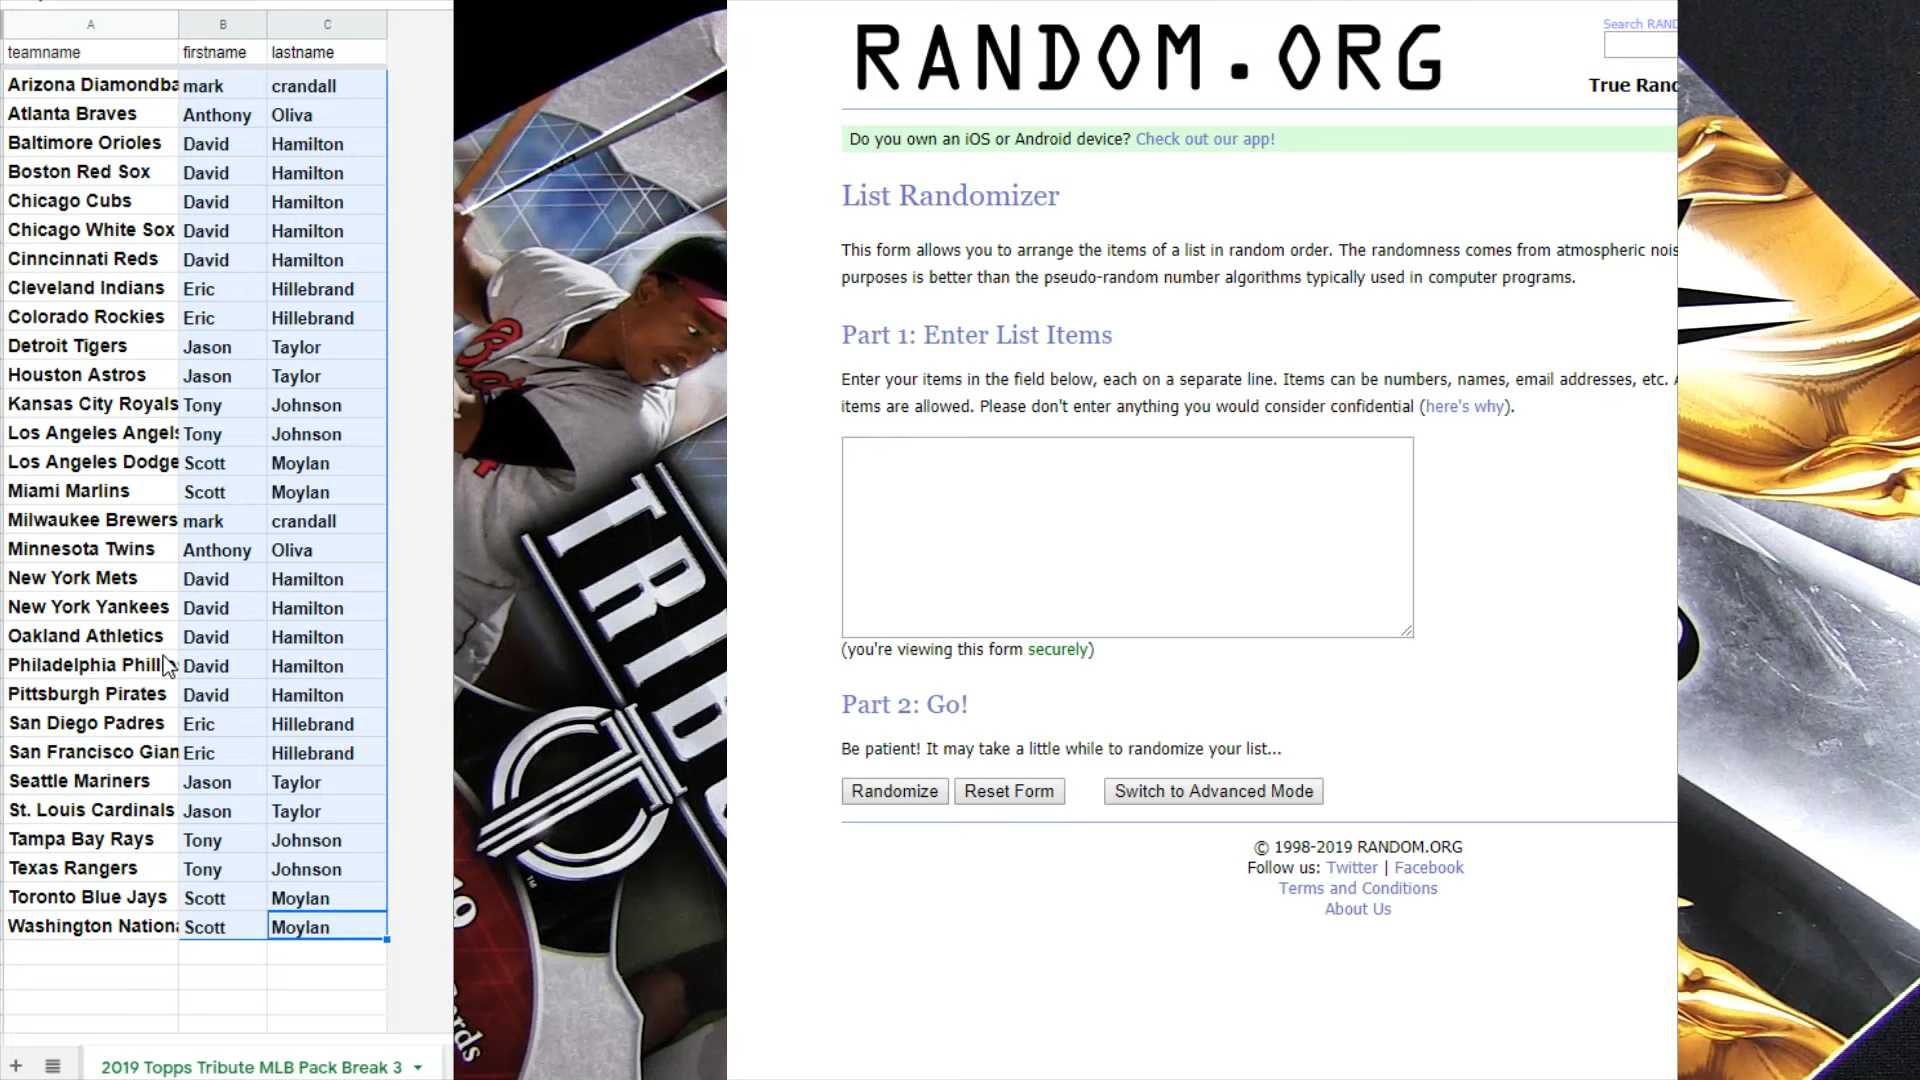 A B C
teamname firstname lastname
Arizona Diamondba mark crandall
Atlanta Braves Anthony Oliva
Baltimore Orioles David Hamilton
Boston Red Sox David Hamilton
Chicago Cubs David Hamilton
Chicago White Sox David Hamilton
Cinncinnati Reds David Hamilton
Cleveland Indians Eric Hillebrand
Colorado Rockies Eric Hillebrand
Detroit Tigers Jason Taylor
Houston Astros Jason Taylor
Kansas City Royals Tony Johnson
Los Angeles Angels Tony Johnson
Los Angeles Dodge Scott Moylan
Miami Marlins Scott Moylan
Milwaukee Brewers mark crandall
Minnesota Twins Anthony Oliva
New York Mets David Hamilton
New York Yankees David Hamilton
Oakland Athletics David Hamilton
Philadelphia Philli David Hamilton
Pittsburgh Pirates David Hamilton
San Diego Padres Eric Hillebrand
San Francisco Gian Eric Hillebrand
Seattle Mariners Jason Taylor
St. Louis Cardinals Jason Taylor
Tampa Bay Rays Tony Johnson
Texas Rangers Tony Johnson
Toronto Blue Jays Scott Moylan
Washington Nationa Scott Moylan
2019 Topps Tribute MLB Pack Break 3
TRIBU
TM
RANDOM.ORG
Search RAND
True Rand
Do you own an iOS or Android device? Check out our app!
List Randomizer
This form allows you to arrange the items of a list in random order. The randomness comes from atmospheric nois
purposes is better than the pseudo-random number algorithms typically used in computer programs.
Part 1: Enter List Items
Enter your items in the field below, each on a separate line. Items can be numbers, names, email addresses, etc. A
items are allowed. Please don't enter anything you would consider confidential (here's why).
(you're viewing this form securely)
Part 2: Go!
Be patient! It may take a little while to randomize your list...
Randomize Reset Form Switch to Advanced Mode
© 1998-2019 RANDOM.ORG
Follow us: Twitter | Facebook
Terms and Conditions
About Us